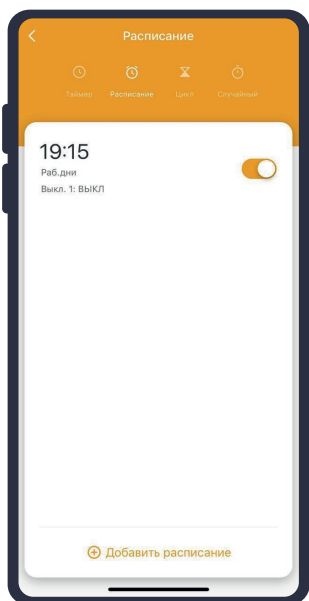 Расписание
Таймер Расписание Цикл Случайный
19:15
Раб.дни
Выкл. 1: ВЫКЛ
Добавить расписание